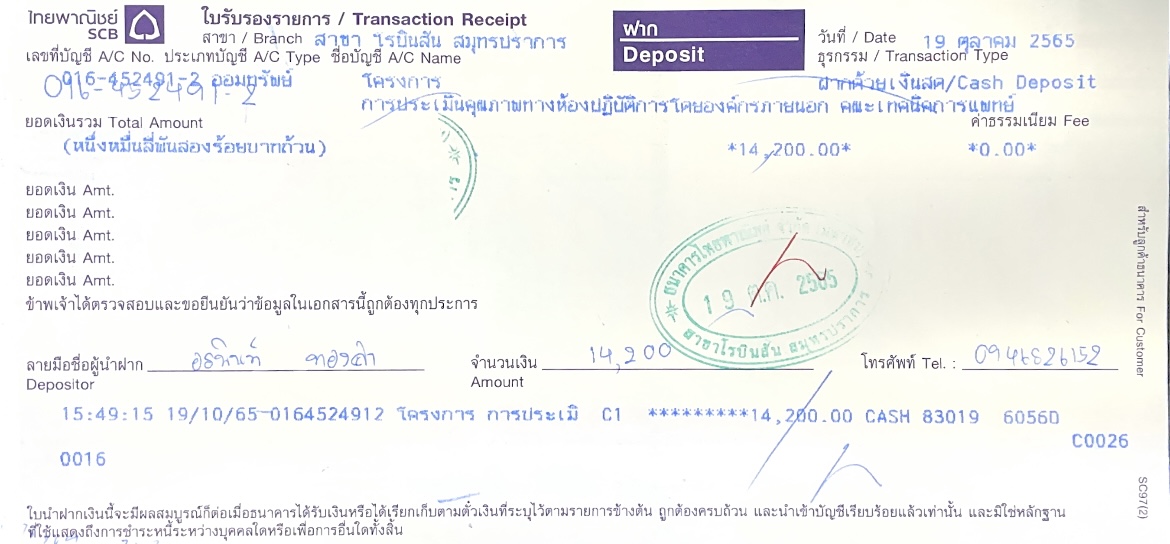 ไทยพาณิชย์ SCB
ใบรับรองรายการ / Transaction Receipt
สาขา / Branch สาขา โรบินสัน สมุทรปราการ
ฝาก
Deposit
วันที่ / Date 19 ตุลาคม 2565
เลขที่บัญชี A/C No. ประเภทบัญชี A/C Type ชื่อบัญชี A/C Name
ธุรกรรม / Transaction Type
016-452491-2 ออมทรัพย์ โครงการ ฝากด้วยเงินสด/Cash Deposit
016-452491-2
การประเมินคุณภาพทางห้องปฏิบัติการโดยองค์กรภายนอก คณะเทคนิคการแพทย์
ยอดเงินรวม Total Amount ค่าธรรมเนียม Fee
(หนึ่งหมื่นสี่พันสองร้อยบาทถ้วน) *14,200.00* *0.00*
ยอดเงิน Amt.
ยอดเงิน Amt.
ยอดเงิน Amt.
ยอดเงิน Amt.
ยอดเงิน Amt.
ธนาคารไทยพาณิชย์ จำกัด
19 ต.ค. 2565
สาขาโรบินสัน สมุทรปราการ
ข้าพเจ้าได้ตรวจสอบและขอยืนยันว่าข้อมูลในเอกสารนี้ถูกต้องทุกประการ
ลายมือชื่อผู้นำฝาก จำนวนเงิน 14,200 โทรศัพท์ Tel. : 0946826152
Depositor Amount
15:49:15 19/10/65 0164524912 โครงการ การประเมิ C1 *********14,200.00 CASH 83019 6056D
C0026
0016
ใบนำฝากเงินนี้จะมีผลสมบูรณ์ก็ต่อเมื่อธนาคารได้รับเงินหรือได้เรียกเก็บตามตั๋วเงินที่ระบุไว้ตามรายการข้างต้น ถูกต้องครบถ้วน และนำเข้าบัญชีเรียบร้อยแล้วเท่านั้น และมิใช่หลักฐาน
ที่ใช้แสดงถึงการชำระหนี้ระหว่างบุคคลใดหรือเพื่อการอื่นใดทั้งสิ้น
สำหรับลูกค้าธนาคาร For Customer
SC97(2)